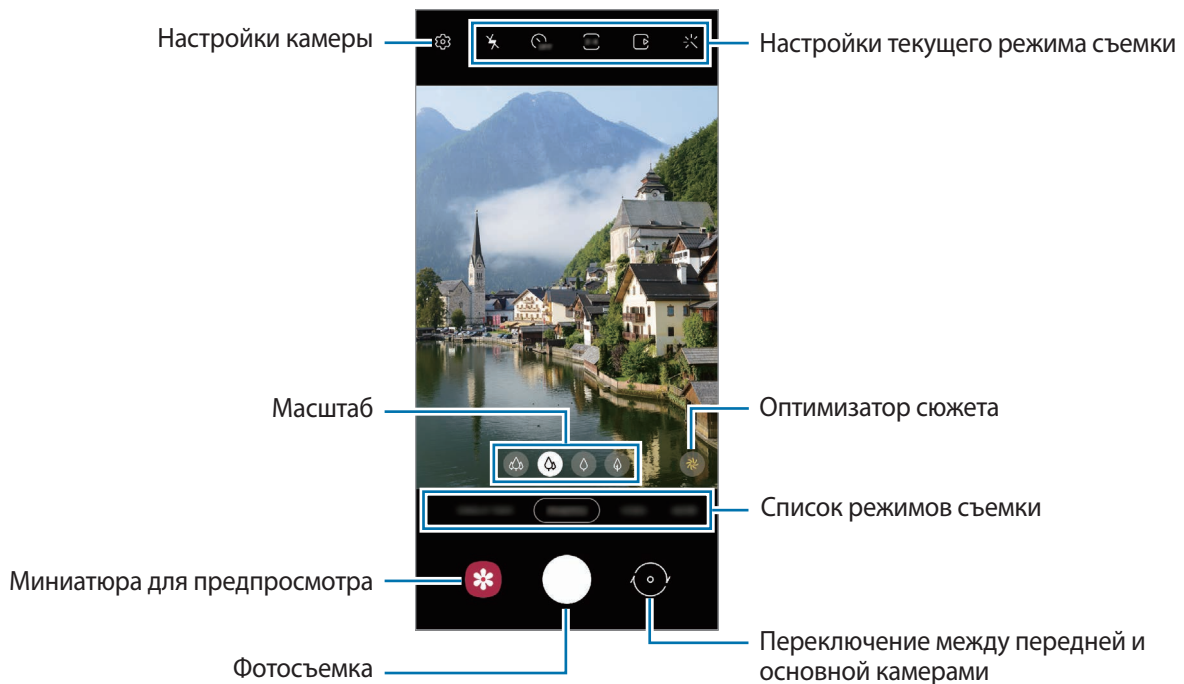 Настройки камеры
Настройки текущего режима съемки
Масштаб
Оптимизатор сюжета
Список режимов съемки
Миниатюра для предпросмотра
Фотосъемка
Переключение между передней и
основной камерами